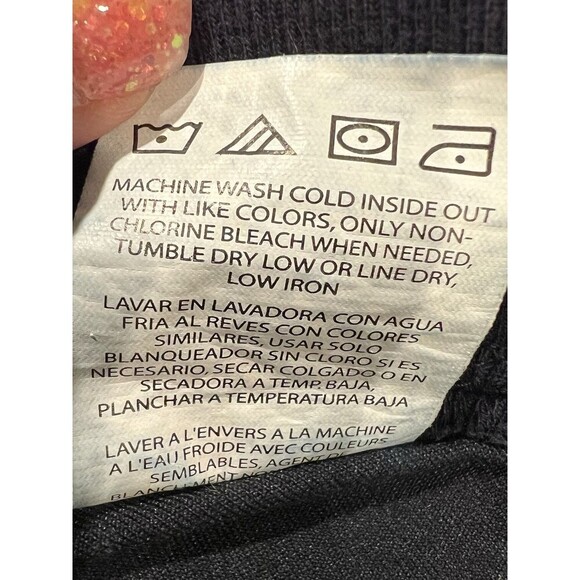 MACHINE WASH COLD INSIDE OUT
WITH LIKE COLORS, ONLY NON-
CHLORINE BLEACH WHEN NEEDED,
TUMBLE DRY LOW OR LINE DRY,
LOW IRON
LAVAR EN LAVADORA CON AGUA
FRIA AL REVES CON COLORES
SIMILARES, USAR SOLO
BLANQUEADOR SIN CLORO SI ES
NECESARIO, SECAR COLGADO O EN
SECADORA A TEMP. BAJA,
PLANCHAR A TEMPERATURA BAJA
LAVER A L'ENVERS A LA MACHINE
A L'EAU FROIDE AVEC COULEURS
SEMBLABLES, AGENT DE
BLANCHIMENT